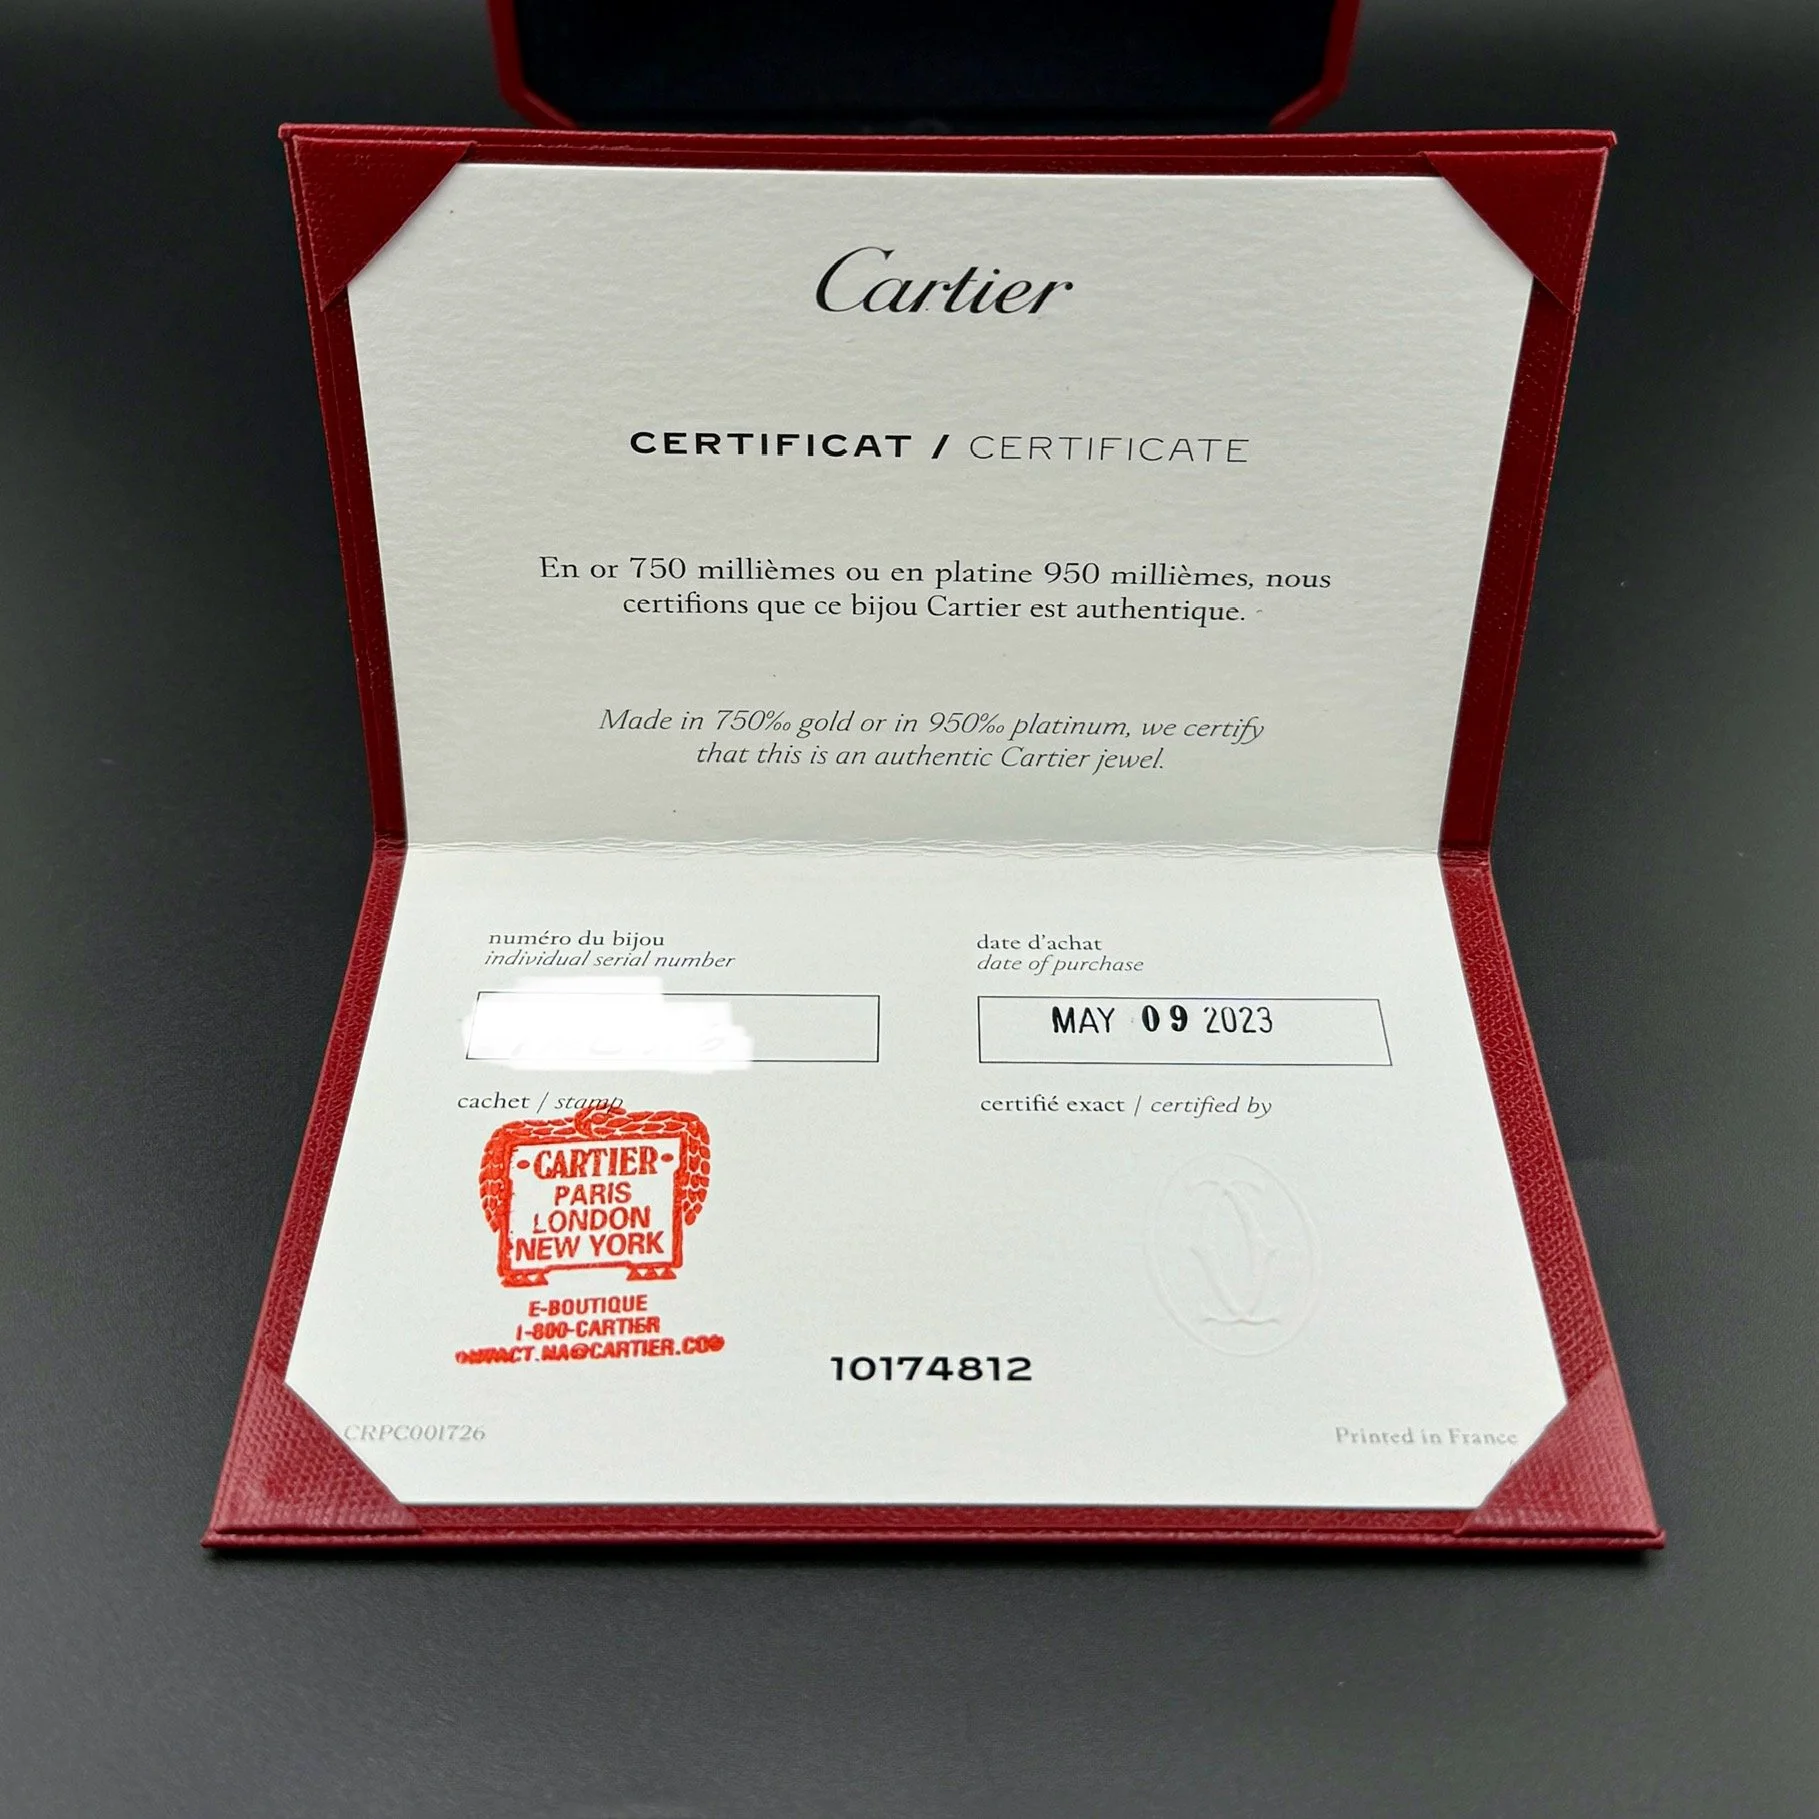 Cartier
CERTIFICAT / CERTIFICATE
En or 750 millièmes ou en platine 950 millièmes, nous
certifions que ce bijou Cartier est authentique.
Made in 750‰ gold or in 950‰ platinum, we certify
that this is an authentic Cartier jewel.
numéro du bijou
individual serial number
date d'achat
date of purchase
MAY 09 2023
cachet / stamp
certifié exact / certified by
CARTIER
PARIS
LONDON
NEW YORK
E-BOUTIQUE
1-800-CARTIER
10174812
CRPC001726
Printed in France